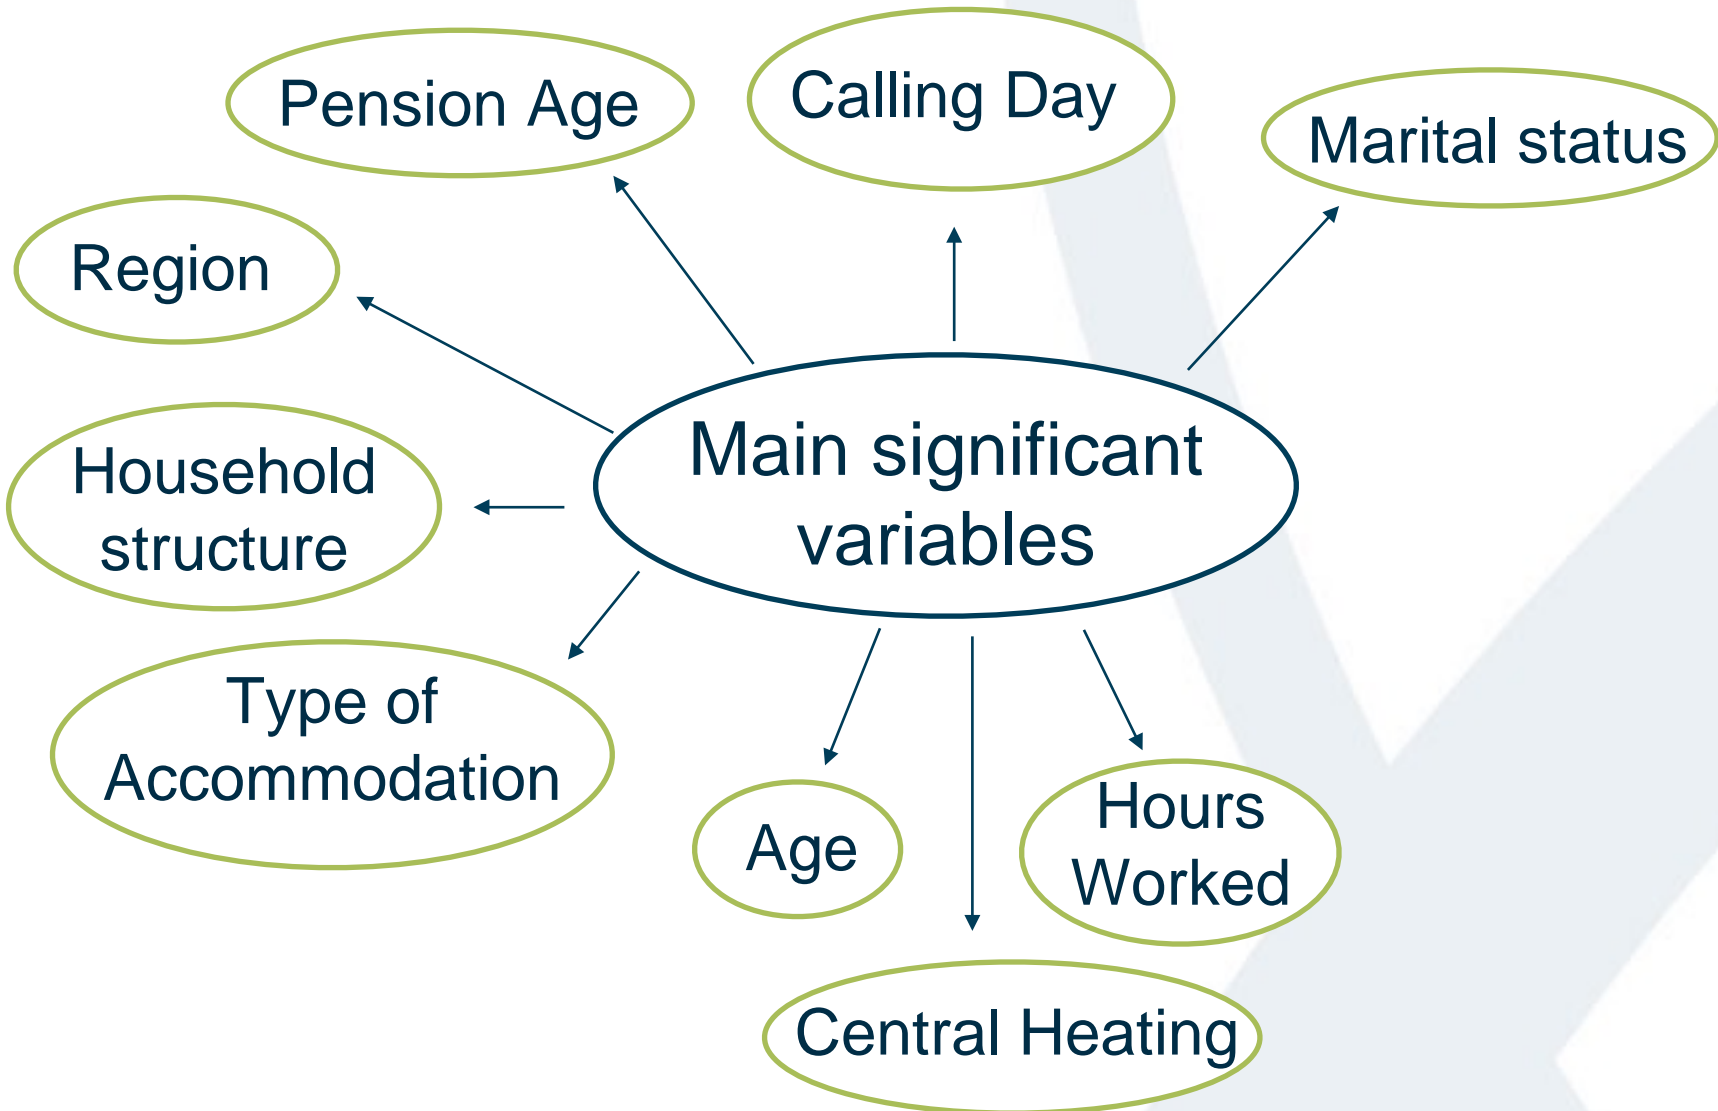 Pension Age
Calling Day
Marital status
Region
Main significant
variables
Household
structure
Type of
Accommodation
Age
Hours
Worked
Central Heating